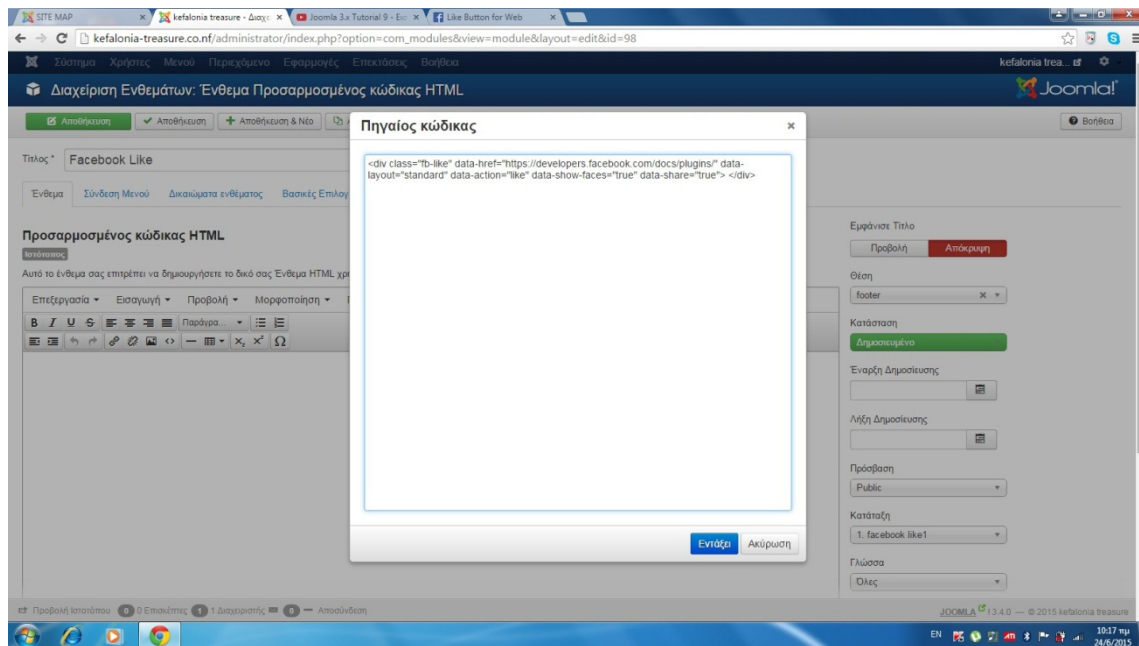 SITE MAP
kefalonia treasure - Διαχε
Joomla 3.x Tutorial 9 - Ed
Like Button for Web
kefalonia-treasure.co.nf/administrator/index.php?option=com_modules&view=module&layout=edit&id=98
Σύστημα Χρήστες Μενού Περιεχόμενο Εφαρμογές Επεκτάσεις Βοήθεια
kefalonia trea...
Διαχείριση Ενθεμάτων: Ένθεμα Προσαρμοσμένος κώδικας HTML
Joomla!
Αποθήκευση
Αποθήκευση
Αποθήκευση & Νέο
Βοήθεια
Πηγαίος κώδικας
×
<div class="fb-like" data-href="https://developers.facebook.com/docs/plugins/" data-
layout="standard" data-action="like" data-show-faces="true" data-share="true"> </div>
Εντάξει
Ακύρωση
Τίτλος * Facebook Like
Ένθεμα Σύνδεση Μενού Δικαιώματα ενθέματος Βασικές Επιλογ
Προσαρμοσμένος κώδικας HTML
Ιστότοπος
Αυτό το ένθεμα σας επιτρέπει να δημιουργήσετε το δικό σας Ένθεμα HTML χρη
Επεξεργασία Εισαγωγή Προβολή Μορφοποίηση
B I U S Παράγρα...
x₂ x² Ω
Εμφάνισε Τίτλο
Προβολή Απόκρυψη
Θέση
footer
Κατάσταση
Δημοσιευμένο
Έναρξη Δημοσίευσης
Λήξη Δημοσίευσης
Πρόσβαση
Public
Κατάταξη
1. facebook like1
Γλώσσα
Όλες
Προβολή Ιστοτόπου 0 0 Επισκέπτες 1 1 Διαχειριστής 0 Αποσύνδεση
JOOMLA 3.4.0 — © 2015 kefalonia treasure
EN
10:17 πμ
24/6/2015